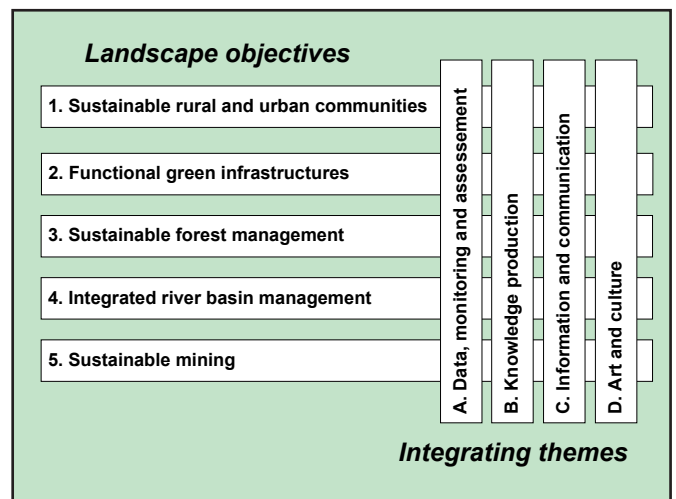 Landscape objectives
1. Sustainable rural and urban communities
2. Functional green infrastructures
3. Sustainable forest management
4. Integrated river basin management
5. Sustainable mining
A. Data, monitoring and assessement
B. Knowledge production
C. Information and communication
D. Art and culture
Integrating themes